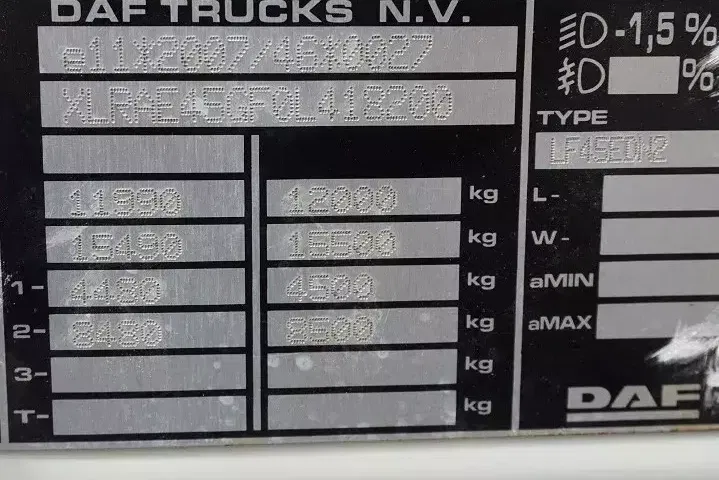 DAF TRUCKS N.V.
e11*2007/46*0027
XLRAE45GF0L418200
11990 12000 kg
15490 15500 kg
1- 4480 4500 kg
2- 8480 8500 kg
3- kg
T- kg
-1,5 %
%
TYPE
LF45EDN2
L-
W-
aMIN
aMAX
DAF